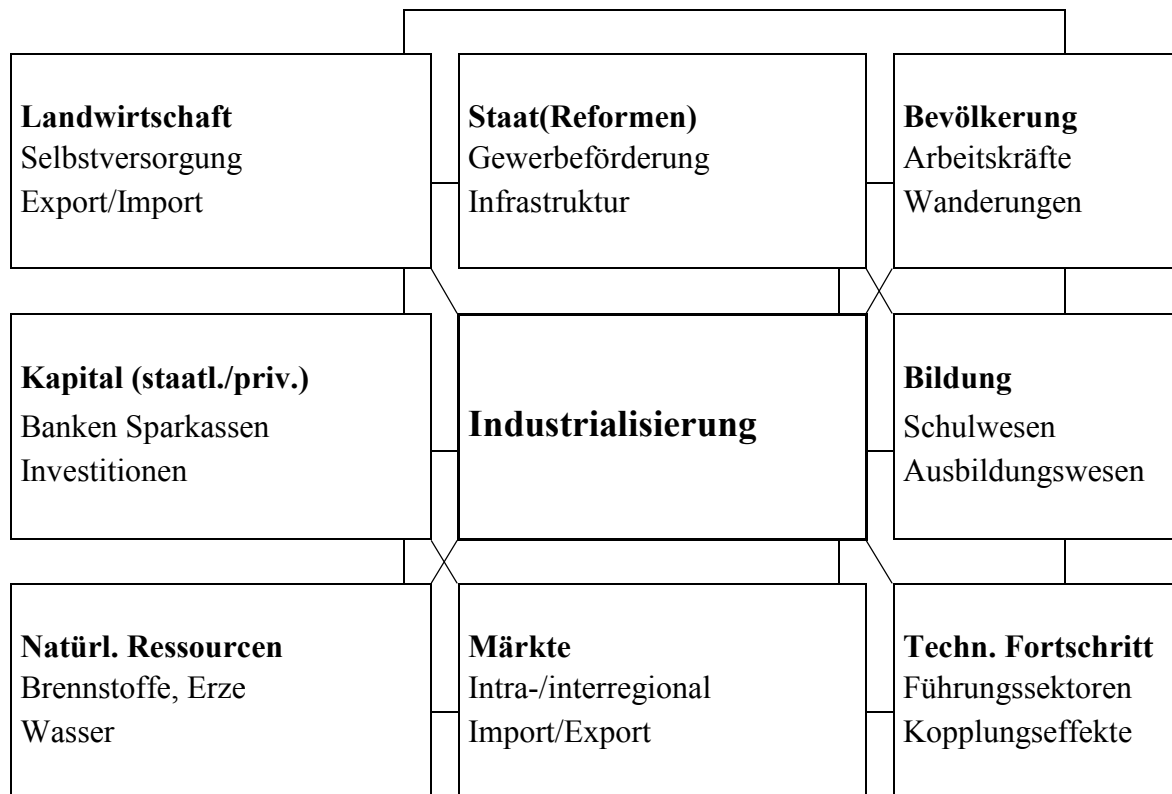 Landwirtschaft
Selbstversorgung
Export/Import
Staat(Reformen)
Gewerbeförderung
Infrastruktur
Bevölkerung
Arbeitskräfte
Wanderungen
Kapital (staatl./priv.)
Banken Sparkassen
Investitionen
Industrialisierung
Bildung
Schulwesen
Ausbildungswesen
Natürl. Ressourcen
Brennstoffe, Erze
Wasser
Märkte
Intra-/interregional
Import/Export
Techn. Fortschritt
Führungssektoren
Kopplungseffekte